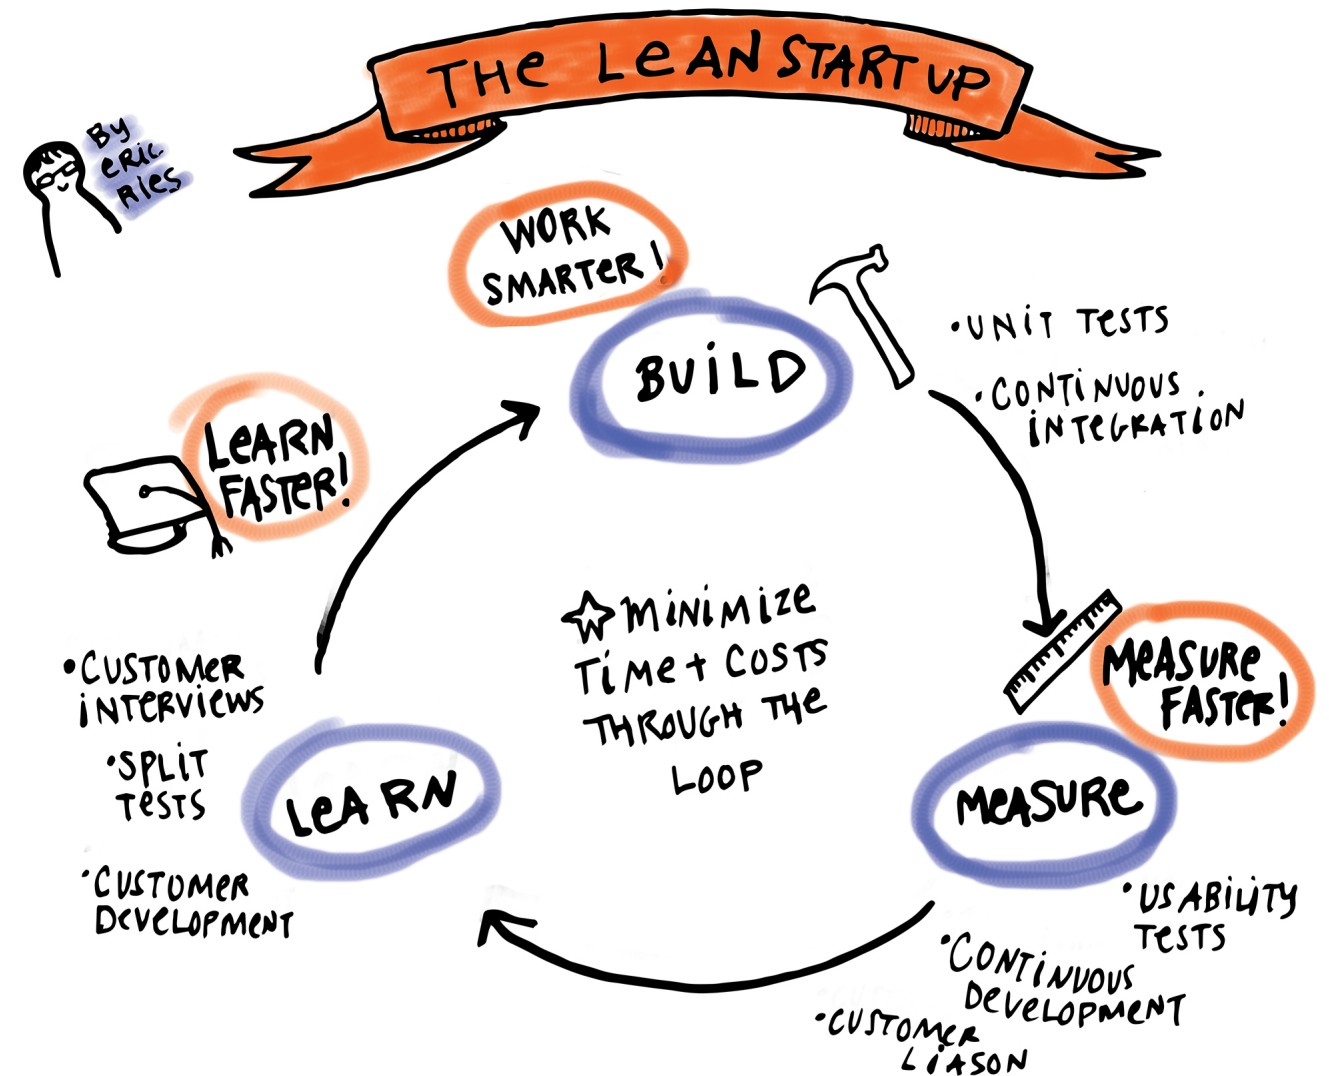 THE LEAN STARTUP
By
eric
Ries
WORK
SMARTER!
BUILD
• UNIT TESTS
• CONTINUOUS
INTEGRATION
LEARN
FASTER!
☆ MINIMIZE
TIME + COSTS
THROUGH THE
LOOP
MEASURE
FASTER!
• CUSTOMER
INTERVIEWS
• SPLIT
TESTS
• CUSTOMER
DEVELOPMENT
LEARN
MEASURE
• USABILITY
TESTS
• CONTINUOUS
DEVELOPMENT
• CUSTOMER
LIASON